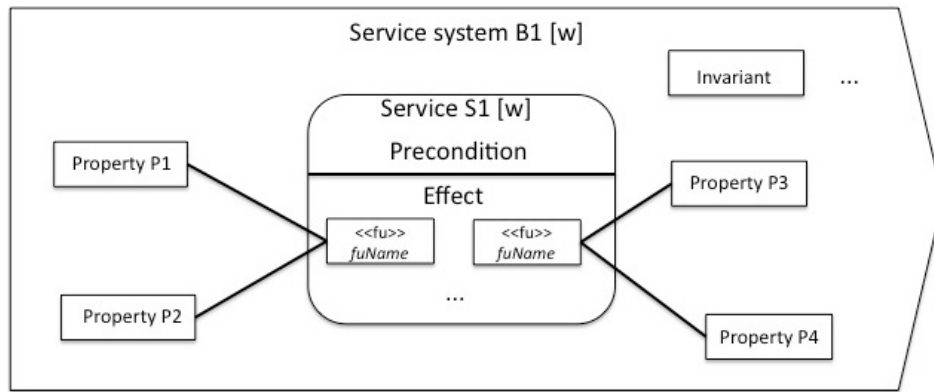 Service system B1 [w]
Invariant
...
Service S1 [w]
Precondition
Property P1
Property P3
Effect
<<fu>>
fuName
<<fu>>
fuName
...
Property P2
Property P4